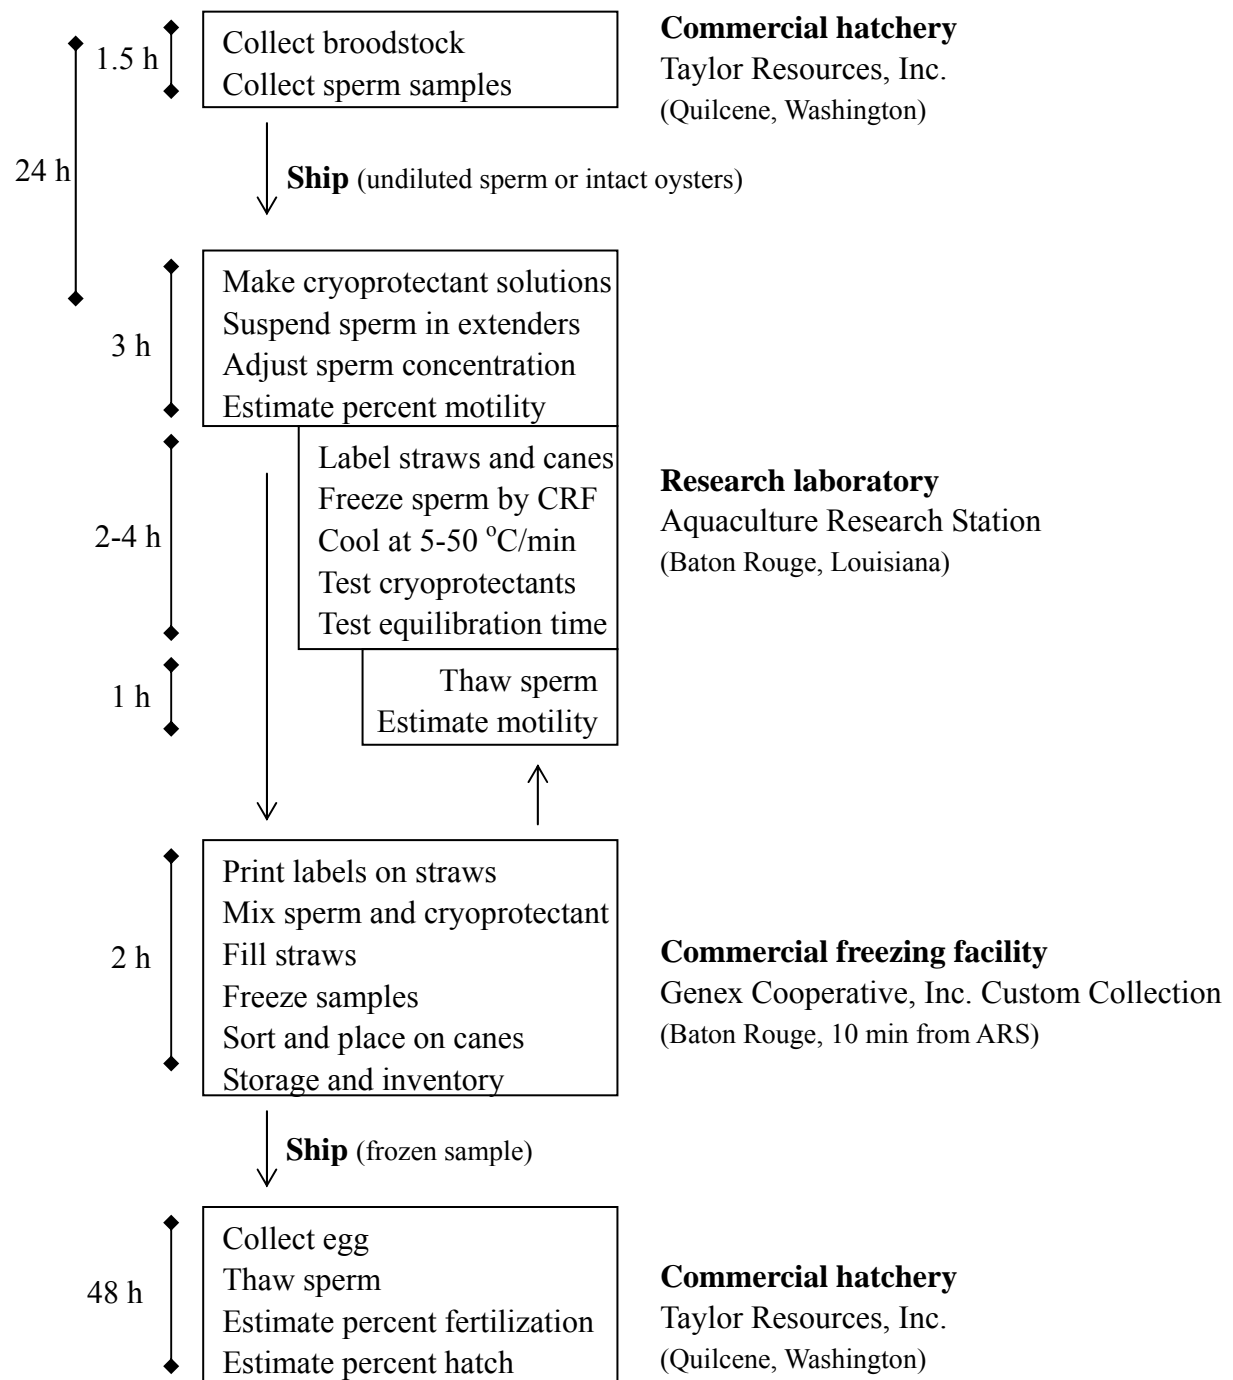 1.5 h
Collect broodstock
Collect sperm samples
Commercial hatchery
Taylor Resources, Inc.
(Quilcene, Washington)
24 h
Ship (undiluted sperm or intact oysters)
3 h
Make cryoprotectant solutions
Suspend sperm in extenders
Adjust sperm concentration
Estimate percent motility
2-4 h
Label straws and canes
Freeze sperm by CRF
Cool at 5-50 °C/min
Test cryoprotectants
Test equilibration time
Research laboratory
Aquaculture Research Station
(Baton Rouge, Louisiana)
1 h
Thaw sperm
Estimate motility
2 h
Print labels on straws
Mix sperm and cryoprotectant
Fill straws
Freeze samples
Sort and place on canes
Storage and inventory
Commercial freezing facility
Genex Cooperative, Inc. Custom Collection
(Baton Rouge, 10 min from ARS)
Ship (frozen sample)
48 h
Collect egg
Thaw sperm
Estimate percent fertilization
Estimate percent hatch
Commercial hatchery
Taylor Resources, Inc.
(Quilcene, Washington)